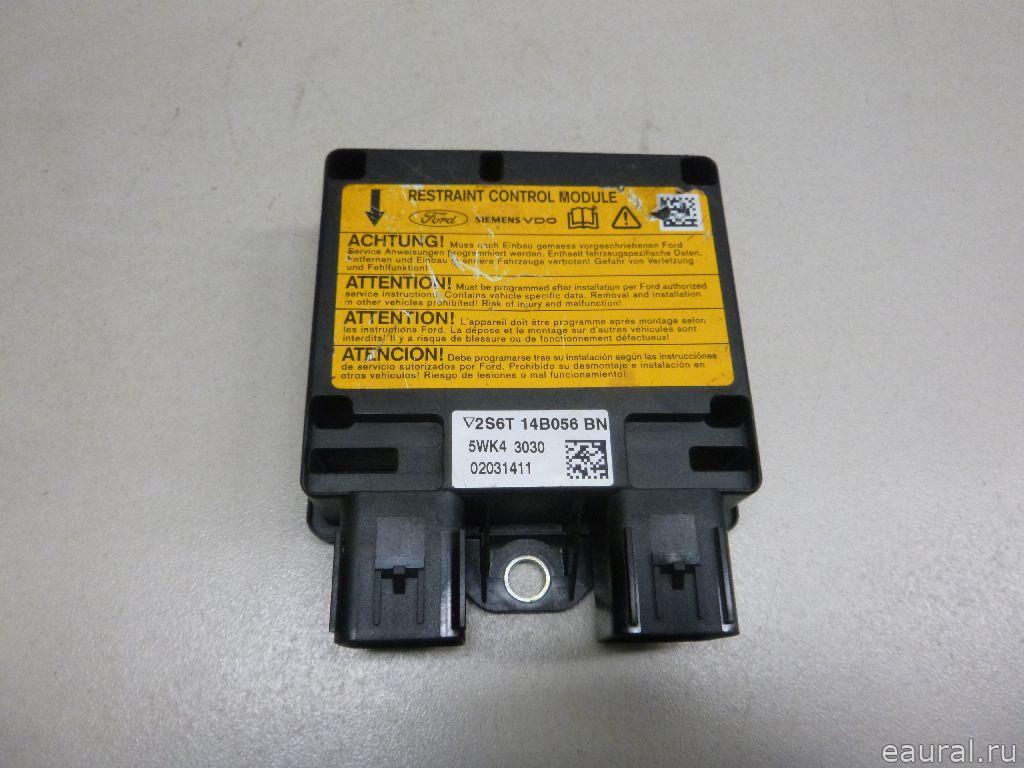 RESTRAINT CONTROL MODULE
Ford SIEMENS VDO
ACHTUNG! Muss nach Einbau gemaess vorgeschriebenen Ford
Service Anweisungen programmiert werden. Enthaelt fahrzeugspezifische Daten,
Entfernen und Einbau in andere Fahrzeuge verboten! Gefahr von Verletzung
und Fehlfunktion!
ATTENTION! Must be programmed after installation per Ford authorized
service instruction! Contains vehicle specific data. Removal and installation
in other vehicles prohibited! Risk of injury and malfunction!
ATTENTION! L'appareil doit être programme après montage selon
les instructions Ford. La dépose et le montage sur d'autres véhicules sont
interdits! Il y a risque de blessure ou de fonctionnement défectueux!
ATENCION! Debe programarse tras su instalación según las instrucciónes
de servicio autorizados por Ford. Prohibido su desmontaje e instalación en
otros vehiculos! Riesgo de lesiones o mal funcionamiento!
2S6T 14B056 BN
5WK4 3030
02031411
eaural.ru